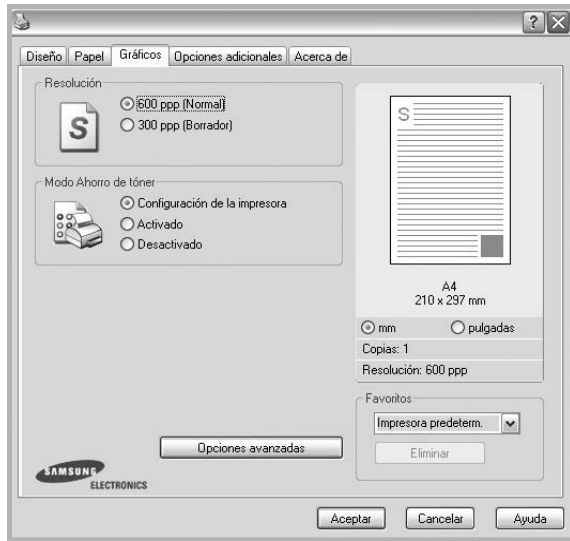 Diseño Papel Gráficos Opciones adicionales Acerca de
Resolución
S
600 ppp (Normal)
300 ppp (Borrador)
Modo Ahorro de tóner
Configuración de la impresora
Activado
Desactivado
Opciones avanzadas
SAMSUNG
ELECTRONICS
S
A4
210 x 297 mm
mm pulgadas
Copias: 1
Resolución: 600 ppp
Favoritos
Impresora predeterm.
Eliminar
Aceptar Cancelar Ayuda